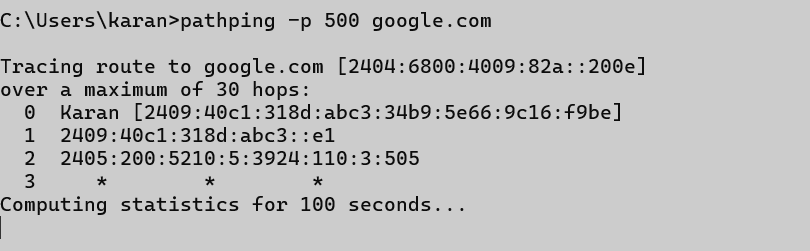 C:\Users\karan>pathping -p 500 google.com
Tracing route to google.com [2404:6800:4009:82a::200e]
over a maximum of 30 hops:
0 Karan [2409:40c1:318d:abc3:34b9:5e66:9c16:f9be]
1 2409:40c1:318d:abc3::e1
2 2405:200:5210:5:3924:110:3:505
3 * * *
Computing statistics for 100 seconds...